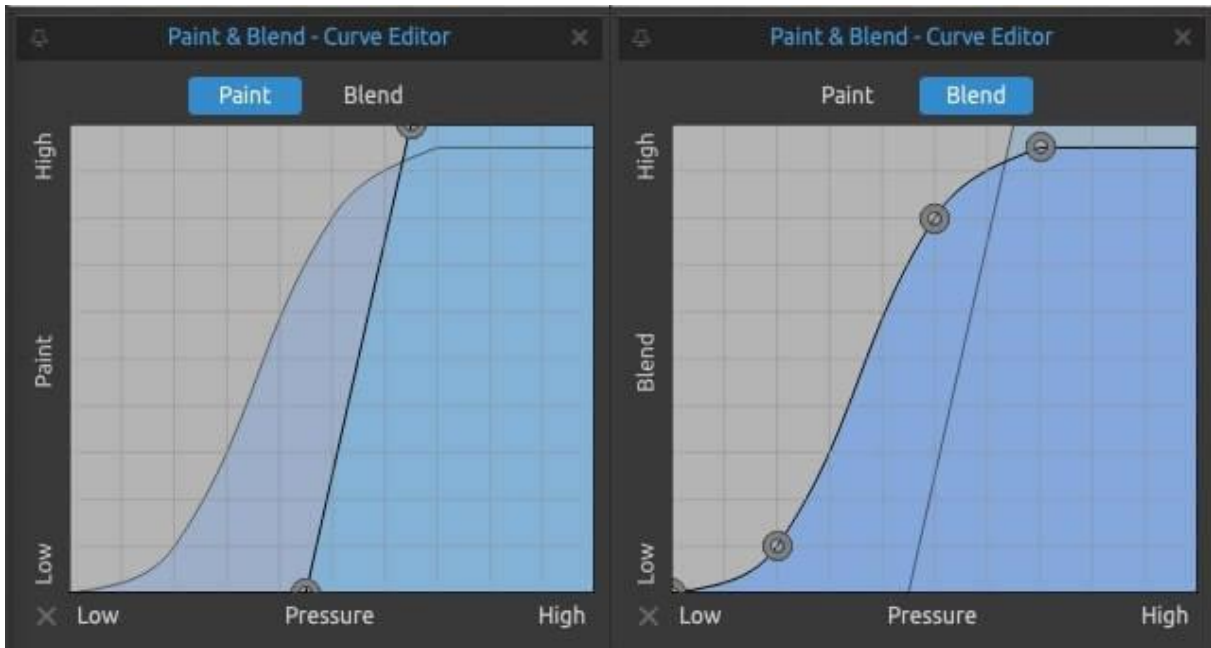 Paint & Blend - Curve Editor
Paint Blend
High
Paint
Low
Low Pressure High
Paint & Blend - Curve Editor
Paint Blend
High
Blend
Low
Low Pressure High